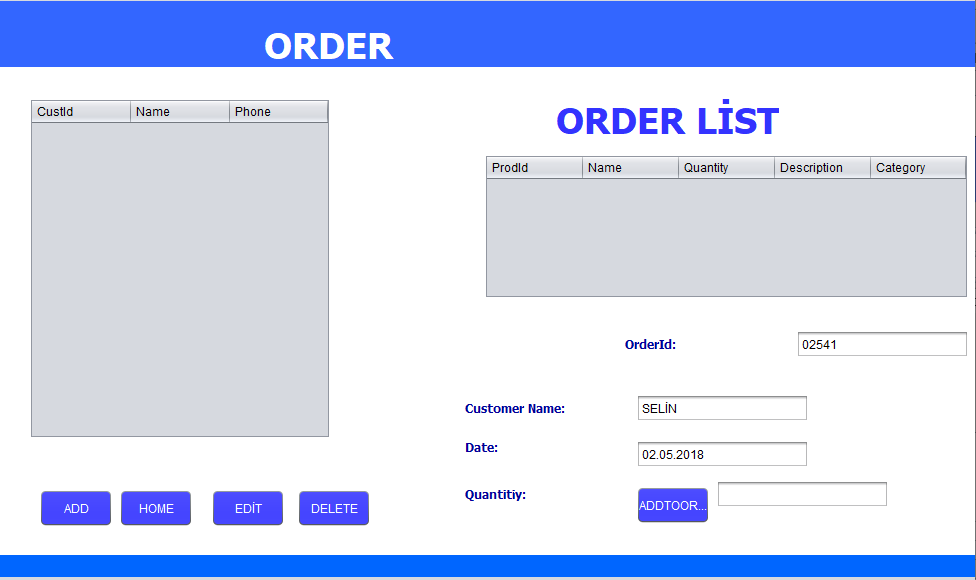 ORDER
CustId Name Phone
ORDER LİST
ProdId Name Quantity Description Category
OrderId: 02541
Customer Name: SELİN
Date: 02.05.2018
Quantitiy: ADDTOOR...
ADD HOME EDİT DELETE